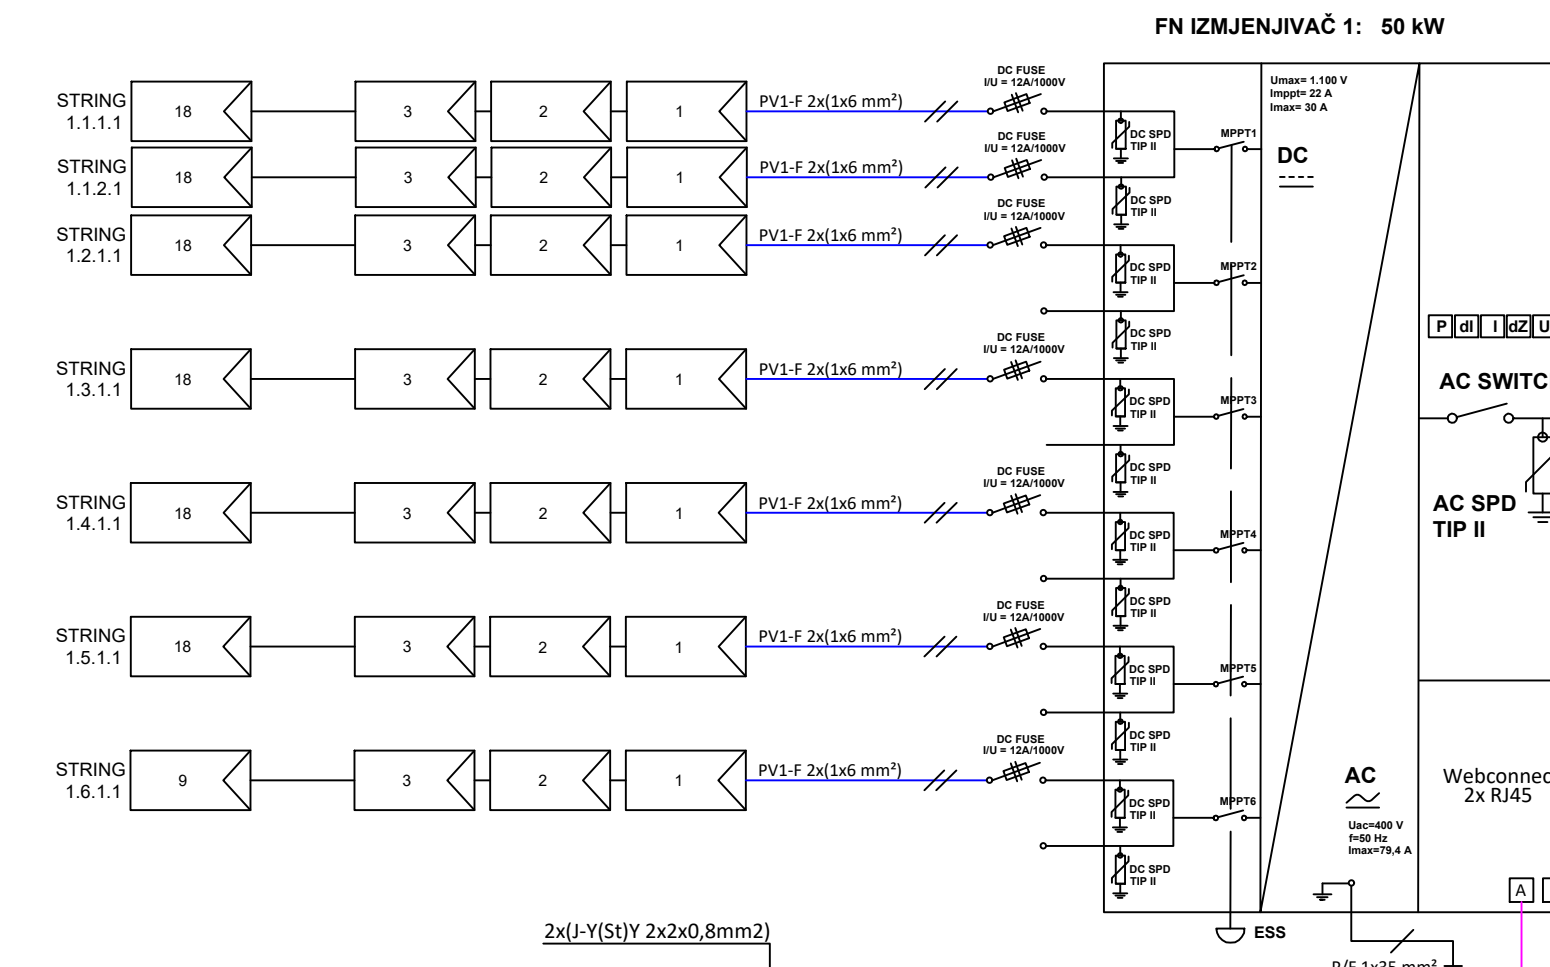 FN IZMJENJIVAČ 1: 50 kW
STRING
1.1.1.1
18
3
2
1
PV1-F 2x(1x6 mm²)
DC FUSE
I/U = 12A/1000V
DC SPD
TIP II
STRING
1.1.2.1
18
3
2
1
PV1-F 2x(1x6 mm²)
DC FUSE
I/U = 12A/1000V
DC SPD
TIP II
MPPT1
STRING
1.2.1.1
18
3
2
1
PV1-F 2x(1x6 mm²)
DC FUSE
I/U = 12A/1000V
DC SPD
TIP II
DC SPD
TIP II
MPPT2
STRING
1.3.1.1
18
3
2
1
PV1-F 2x(1x6 mm²)
DC FUSE
I/U = 12A/1000V
DC SPD
TIP II
DC SPD
TIP II
MPPT3
STRING
1.4.1.1
18
3
2
1
PV1-F 2x(1x6 mm²)
DC FUSE
I/U = 12A/1000V
DC SPD
TIP II
DC SPD
TIP II
MPPT4
STRING
1.5.1.1
18
3
2
1
PV1-F 2x(1x6 mm²)
DC FUSE
I/U = 12A/1000V
DC SPD
TIP II
DC SPD
TIP II
MPPT5
STRING
1.6.1.1
9
3
2
1
PV1-F 2x(1x6 mm²)
DC FUSE
I/U = 12A/1000V
DC SPD
TIP II
DC SPD
TIP II
MPPT6
Umax= 1.100 V
Imppt= 22 A
Imax= 30 A
DC
P dI I dZ U
AC SWITC
AC SPD
TIP II
AC
Uac=400 V
f=50 Hz
Imax=79,4 A
Webconnec
2x RJ45
A
ESS
2x(J-Y(St)Y 2x2x0,8mm2)
P/F 1x35 mm²